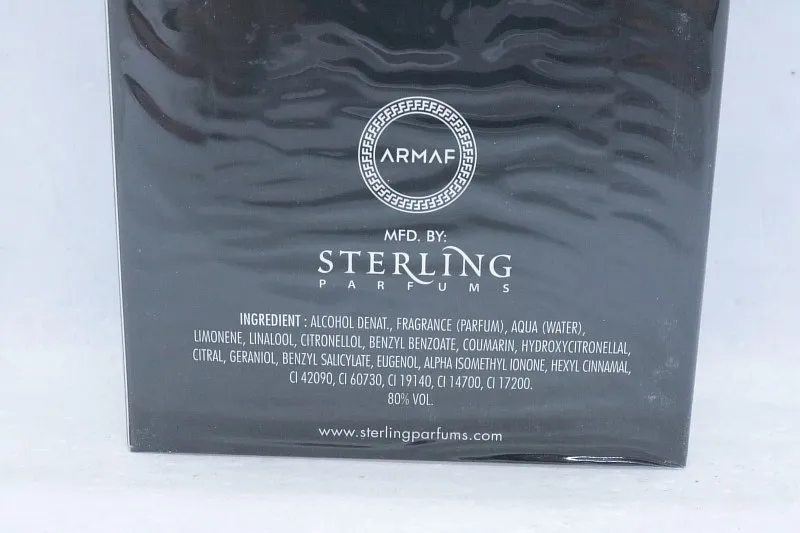 ARMAF
MFD. BY:
STERLING
PARFUMS
INGREDIENT : ALCOHOL DENAT., FRAGRANCE (PARFUM), AQUA (WATER),
LIMONENE, LINALOOL, CITRONELLOL, BENZYL BENZOATE, COUMARIN, HYDROXYCITRONELLAL,
CITRAL, GERANIOL, BENZYL SALICYLATE, EUGENOL, ALPHA ISOMETHYL IONONE, HEXYL CINNAMAL,
CI 42090, CI 60730, CI 19140, CI 14700, CI 17200.
80% VOL.
www.sterlingparfums.com